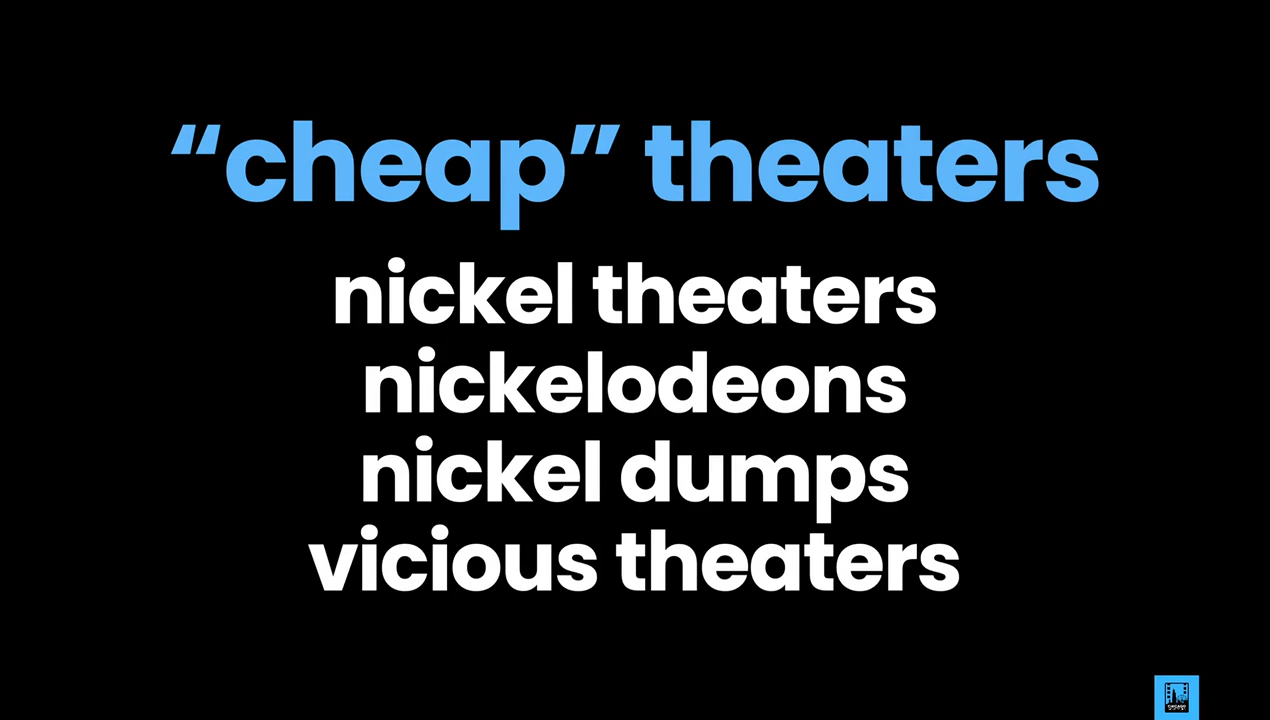 “cheap” theaters
nickel theaters
nickelodeons
nickel dumps
vicious theaters